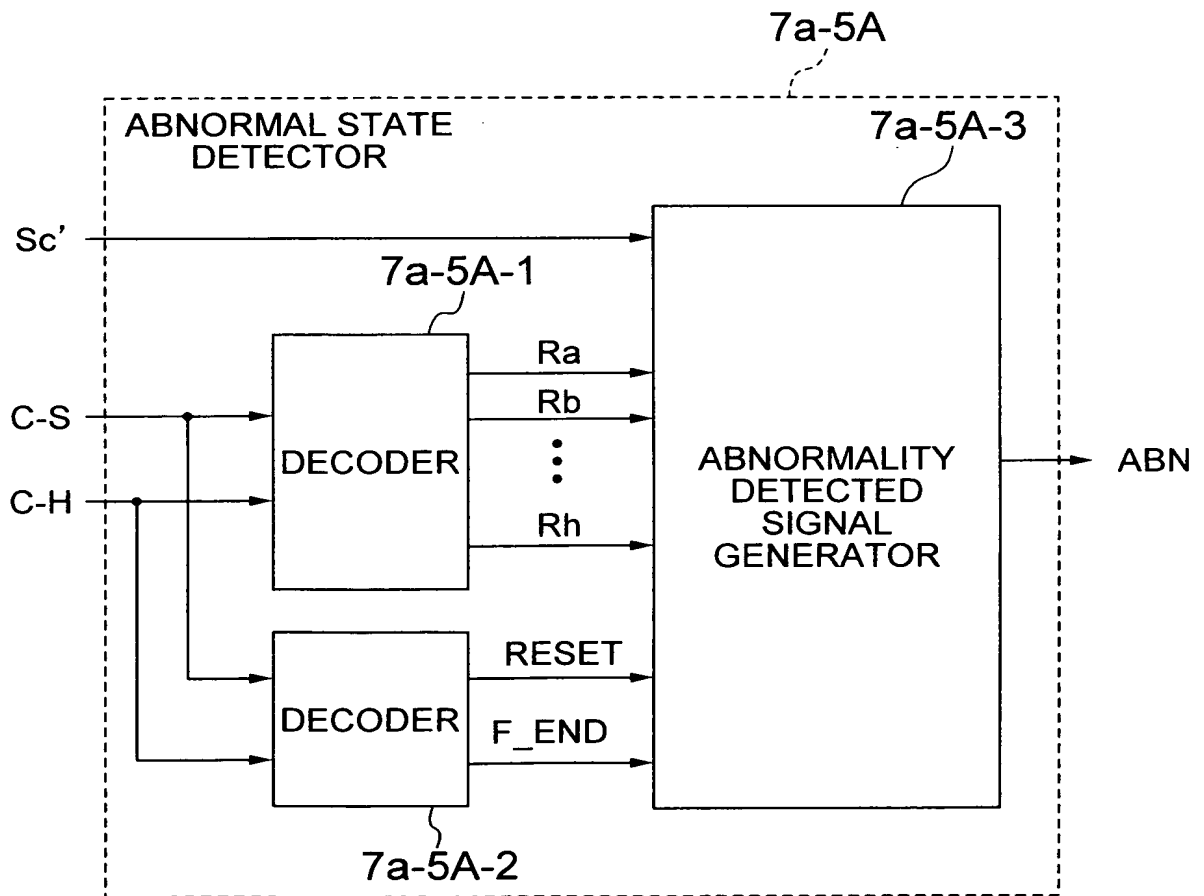 7a-5A
ABNORMAL STATE
DETECTOR
7a-5A-3
Sc’
7a-5A-1
Ra
C-S
Rb
DECODER
C-H
Rh
ABNORMALITY
DETECTED
SIGNAL
GENERATOR
ABN
RESET
DECODER
F_END
7a-5A-2